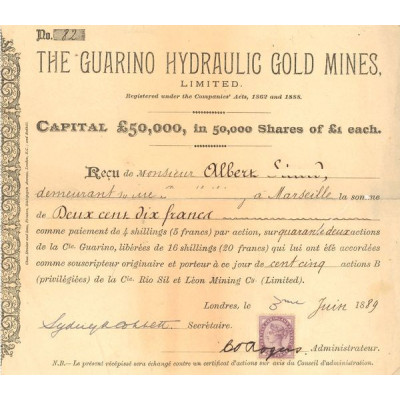 No. 82
THE GUARINO HYDRAULIC GOLD MINES,
LIMITED.
Registered under the Companies' Acts, 1862 and 1888.
CAPITAL £50,000, in 50,000 Shares of £1 each.
Reçu de Monsieur Albert
demeurant à Marseille la somme
de Deux cent dix francs
comme paiement de 4 shillings (5 francs) par action, sur quarante deux actions
de la Cie Guarino, libérées de 16 shillings (20 francs) qui lui ont été accordées
comme souscripteur originaire et porteur à ce jour de cent cinq actions B
(privilégiées) de la Cie Rio Sil et Léon Mining Co (Limited).
Londres, le 3me Juin 1889
Secrétaire.
Administrateur.
N.B.—Le présent récépissé sera échangé contre un certificat d'actions sur avis du Conseil d'administration.